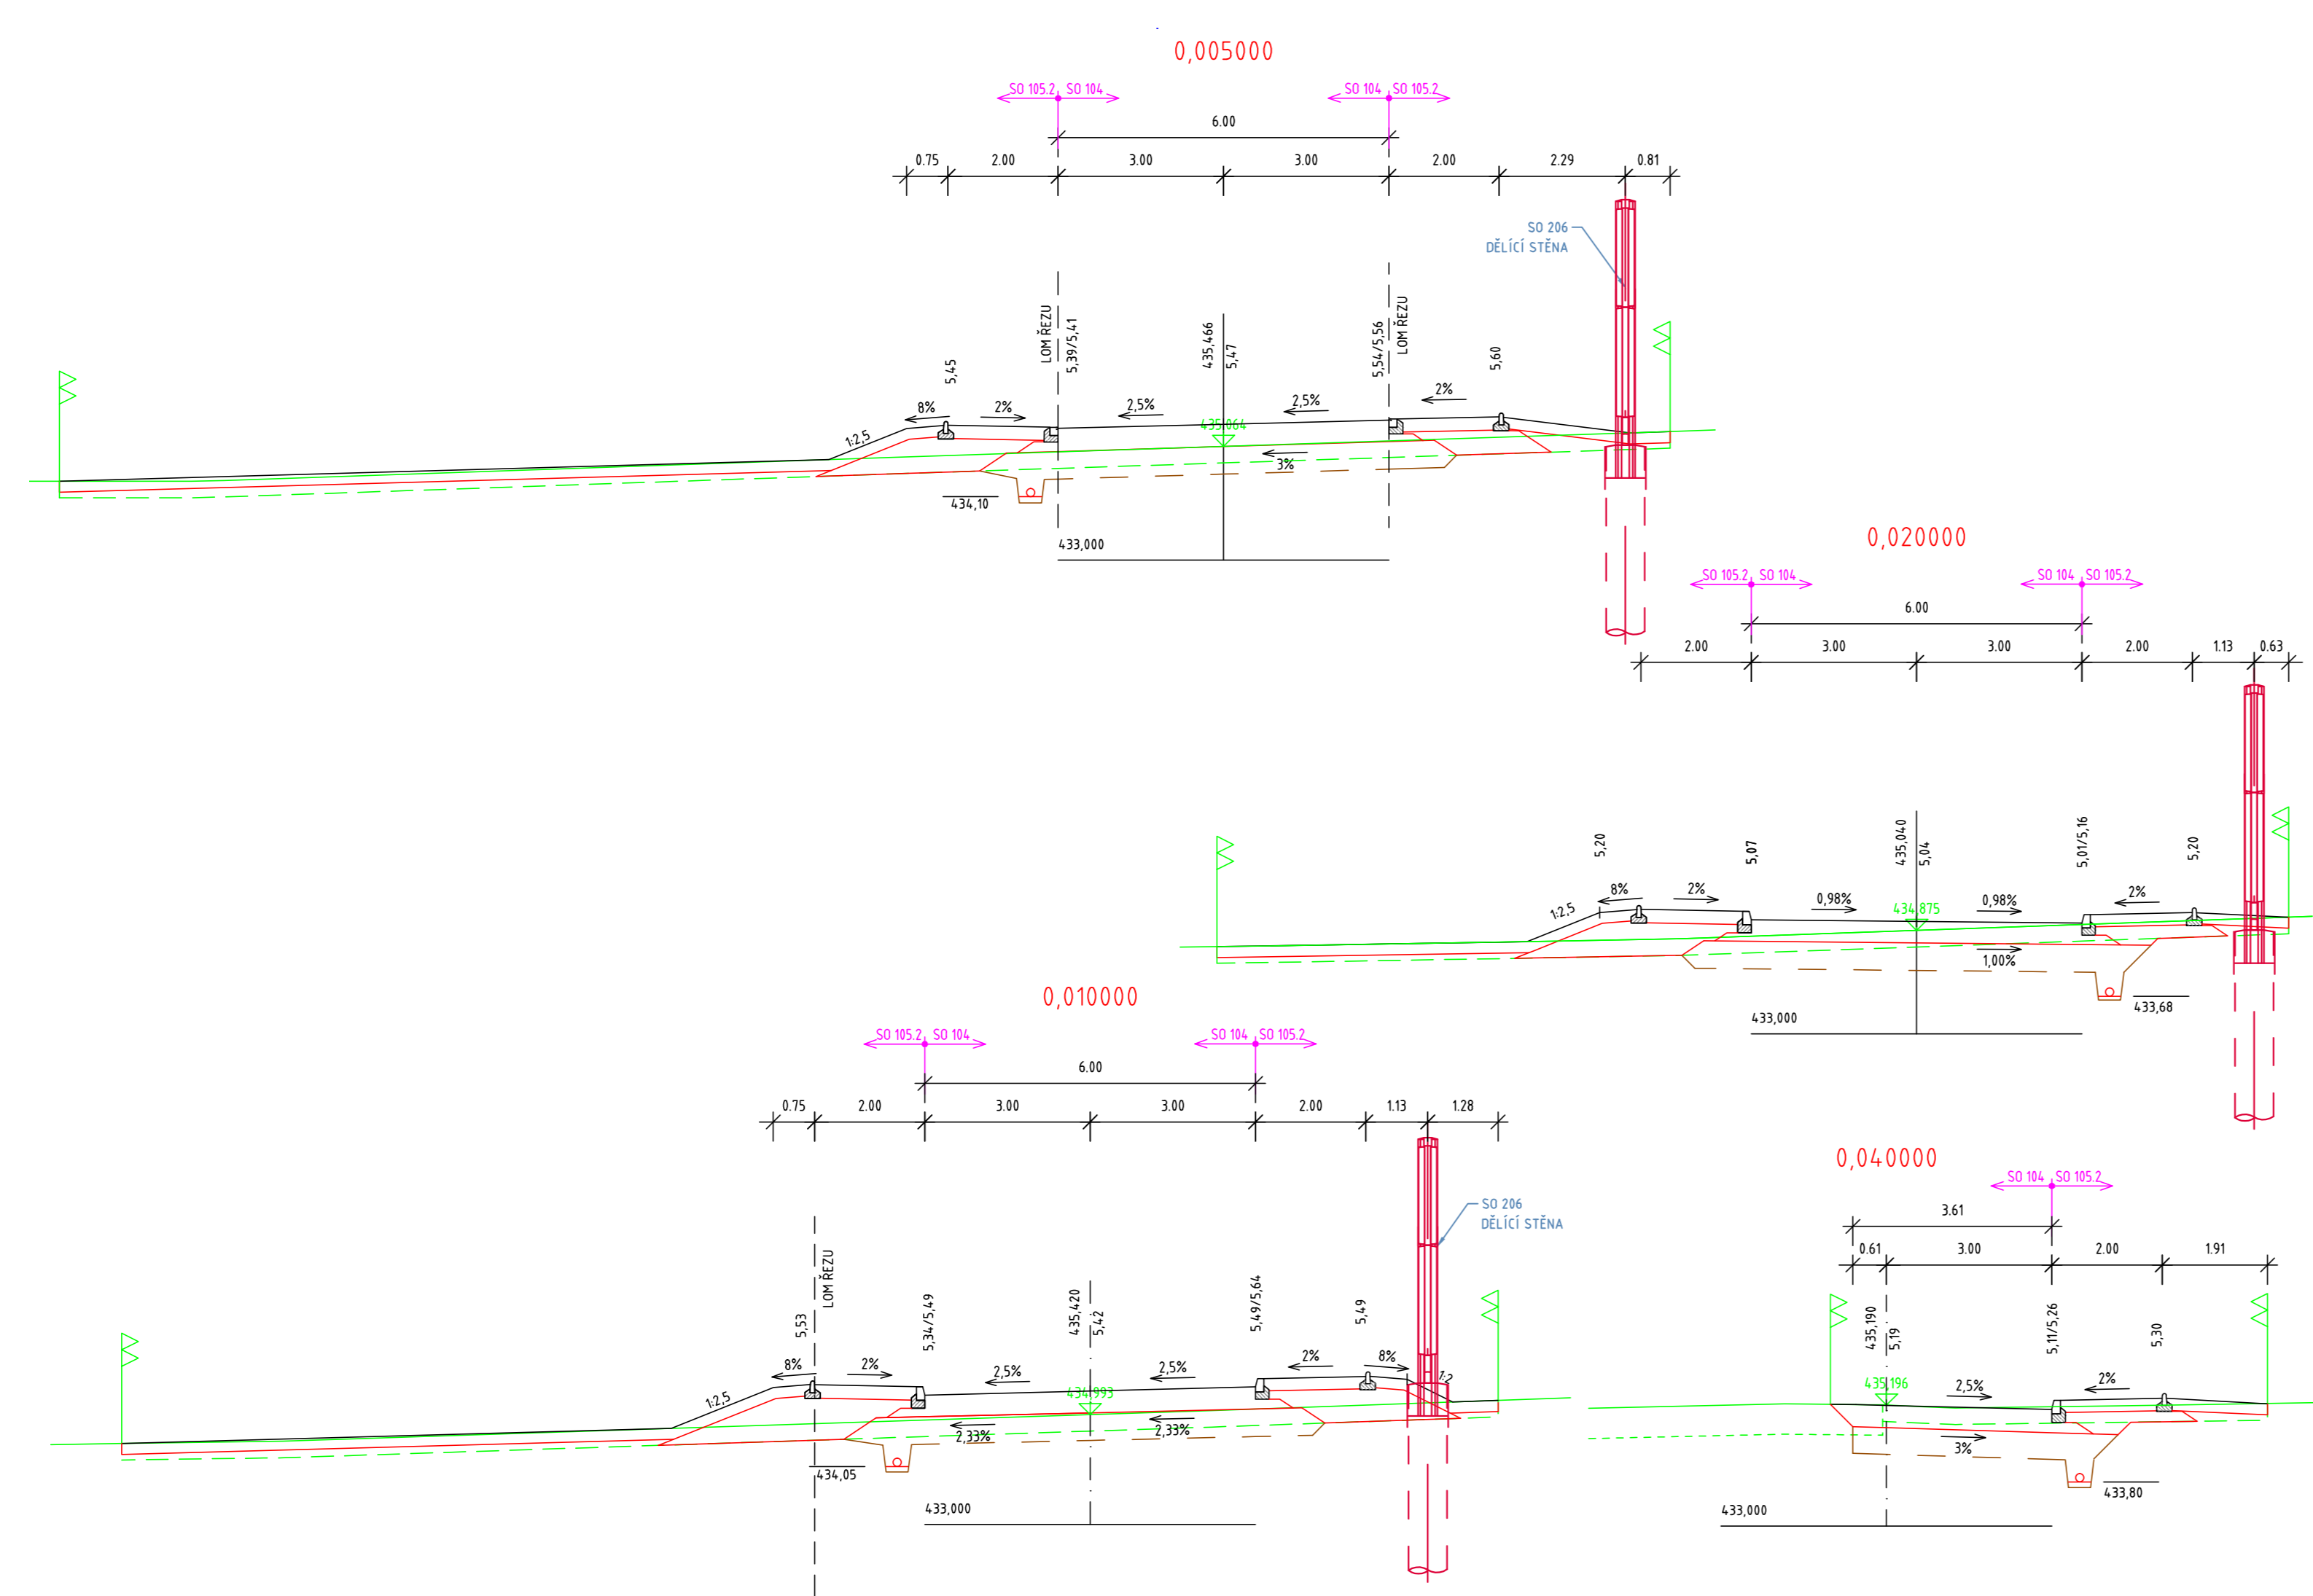 0,005000
SO 105.2 SO 104
SO 104 SO 105.2
6.00
0.75 2.00 3.00 3.00 2.00 2.29 0.81
SO 206
DĚLÍCÍ STĚNA
5,45
LOM ŘEZU
5,39/5,41
435,466
5,47
5,54/5,56
LOM ŘEZU
5,60
8% 2% 2,5% 2,5% 2%
1:2,5
435,064
3%
434,10
433,000
0,020000
SO 105.2 SO 104
SO 104 SO 105.2
6.00
2.00 3.00 3.00 2.00 1.13 0.63
5,20
5,07
435,040
5,04
5,01/5,16
5,20
8% 2% 0,98% 0,98% 2%
1:2,5
434,875
1,00%
433,68
433,000
0,010000
SO 105.2 SO 104
SO 104 SO 105.2
6.00
0.75 2.00 3.00 3.00 2.00 1.13 1.28
SO 206
DĚLÍCÍ STĚNA
5,53
LOM ŘEZU
5,34/5,49
435,420
5,42
5,49/5,64
5,49
8% 2% 2,5% 2,5% 2% 8%
1:2,5
1:2
434,993
2,33% 2,33%
434,05
433,000
0,040000
SO 104 SO 105.2
3.61
0.61 3.00 2.00 1.91
435,190
5,19
5,11/5,26
5,30
435,196
2,5% 2%
3%
433,80
433,000